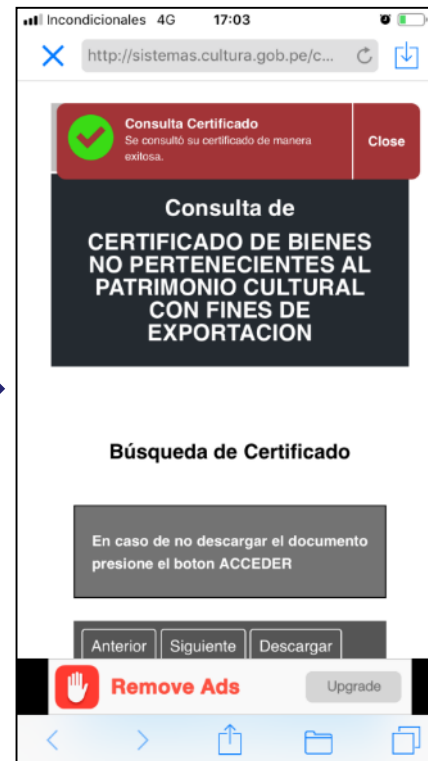 Incondicionales 4G 17:03
http://sistemas.cultura.gob.pe/c...
Consulta Certificado
Se consultó su certificado de manera
exitosa.
Close
Consulta de
CERTIFICADO DE BIENES
NO PERTENECIENTES AL
PATRIMONIO CULTURAL
CON FINES DE
EXPORTACION
Búsqueda de Certificado
En caso de no descargar el documento
presione el boton ACCEDER
Anterior Siguiente Descargar
Remove Ads Upgrade